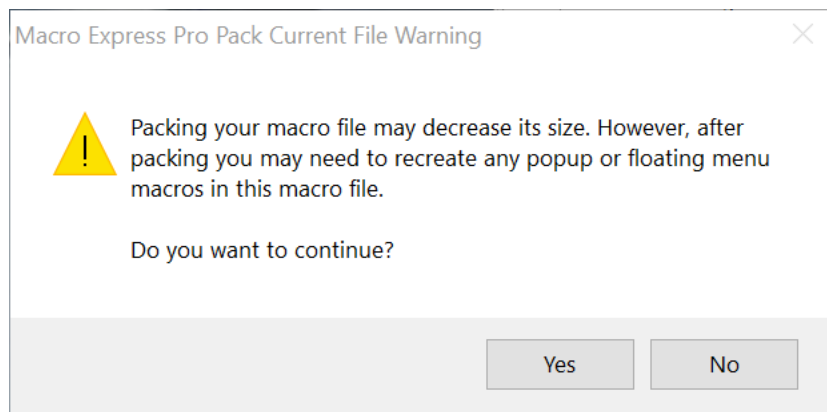 Macro Express Pro Pack Current File Warning
Packing your macro file may decrease its size. However, after
packing you may need to recreate any popup or floating menu
macros in this macro file.
Do you want to continue?
Yes No